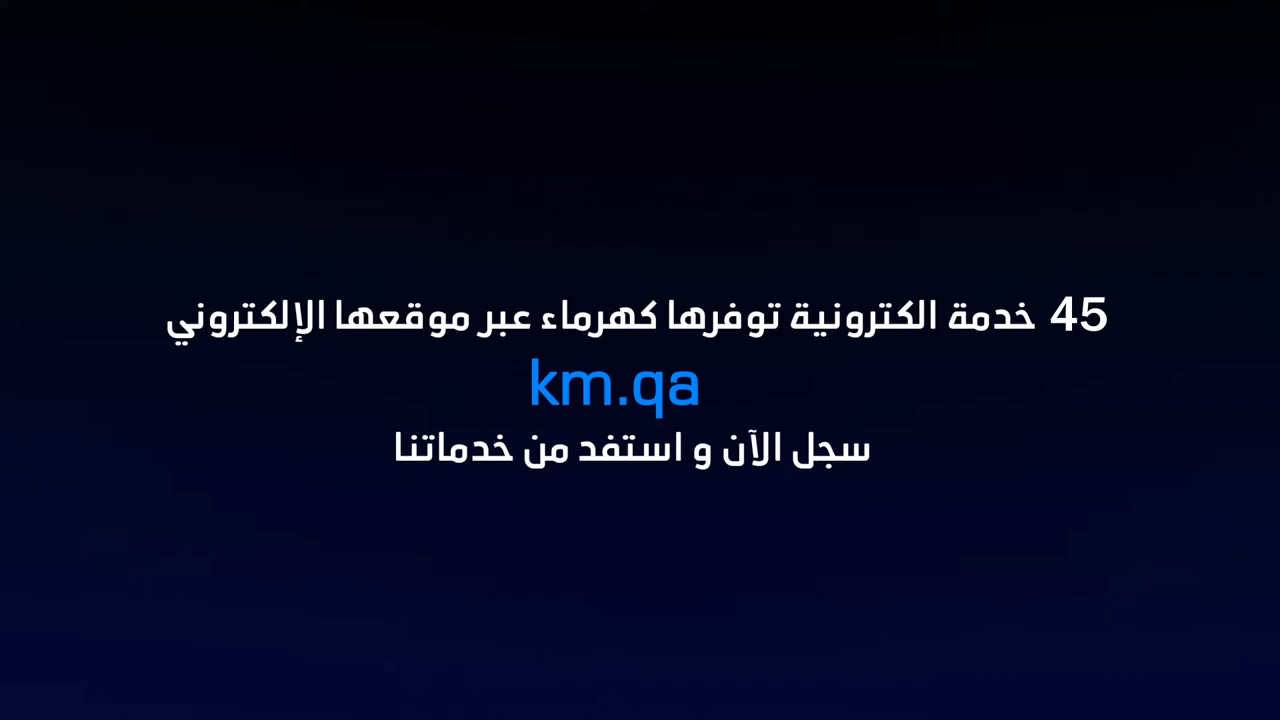 45 خدمة الكترونية توفرها كهرماء عبر موقعها الإلكتروني
km.qa
سجل الآن و استفد من خدماتنا